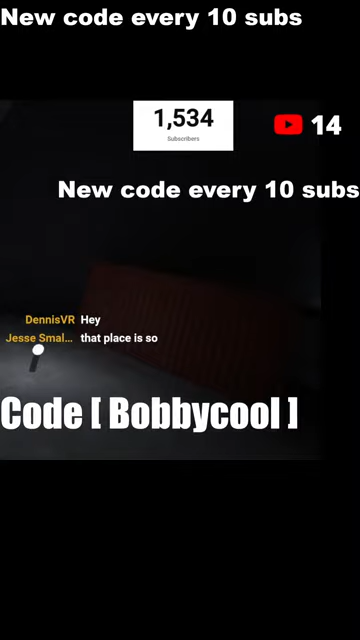 New code every 10 subs
1,534
Subscribers
14
New code every 10 subs
DennisVR Hey
Jesse Smal... that place is so
Code [ Bobbycool ]